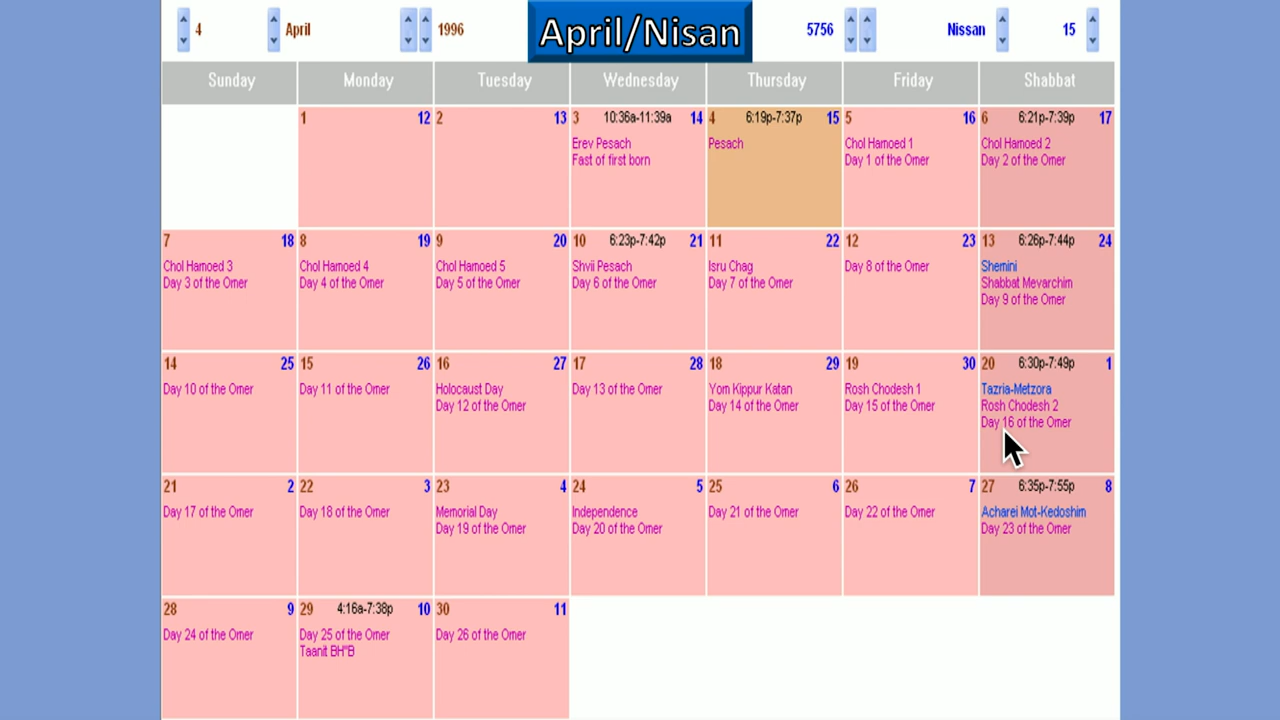 4 April 1996 April/Nisan 5756 Nissan 15
Sunday Monday Tuesday Wednesday Thursday Friday Shabbat
1 12
2 13
3 10:36a-11:39a 14
Erev Pesach
Fast of first born
4 6:19p-7:37p 15
Pesach
5 16
Chol Hamoed 1
Day 1 of the Omer
6 6:21p-7:39p 17
Chol Hamoed 2
Day 2 of the Omer
7 18
Chol Hamoed 3
Day 3 of the Omer
8 19
Chol Hamoed 4
Day 4 of the Omer
9 20
Chol Hamoed 5
Day 5 of the Omer
10 6:23p-7:42p 21
Shvii Pesach
Day 6 of the Omer
11 22
Isru Chag
Day 7 of the Omer
12 23
Day 8 of the Omer
13 6:26p-7:44p 24
Shemini
Shabbat Mevarchim
Day 9 of the Omer
14 25
Day 10 of the Omer
15 26
Day 11 of the Omer
16 27
Holocaust Day
Day 12 of the Omer
17 28
Day 13 of the Omer
18 29
Yom Kippur Katan
Day 14 of the Omer
19 30
Rosh Chodesh 1
Day 15 of the Omer
20 6:30p-7:49p 1
Tazria-Metzora
Rosh Chodesh 2
Day 16 of the Omer
21 2
Day 17 of the Omer
22 3
Day 18 of the Omer
23 4
Memorial Day
Day 19 of the Omer
24 5
Independence
Day 20 of the Omer
25 6
Day 21 of the Omer
26 7
Day 22 of the Omer
27 6:35p-7:55p 8
Acharei Mot-Kedoshim
Day 23 of the Omer
28 9
Day 24 of the Omer
29 4:16a-7:38p 10
Day 25 of the Omer
Taanit BH"B
30 11
Day 26 of the Omer